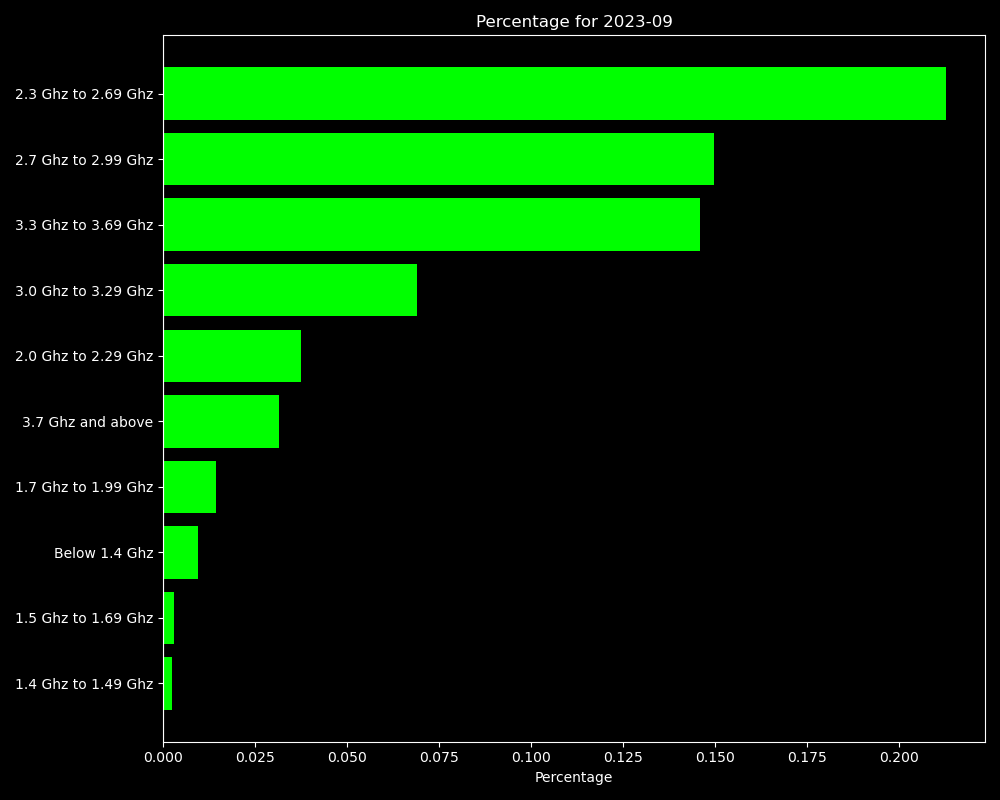 Percentage for 2023-09
2.3 Ghz to 2.69 Ghz
2.7 Ghz to 2.99 Ghz
3.3 Ghz to 3.69 Ghz
3.0 Ghz to 3.29 Ghz
2.0 Ghz to 2.29 Ghz
3.7 Ghz and above
1.7 Ghz to 1.99 Ghz
Below 1.4 Ghz
1.5 Ghz to 1.69 Ghz
1.4 Ghz to 1.49 Ghz
0.000 0.025 0.050 0.075 0.100 0.125 0.150 0.175 0.200
Percentage